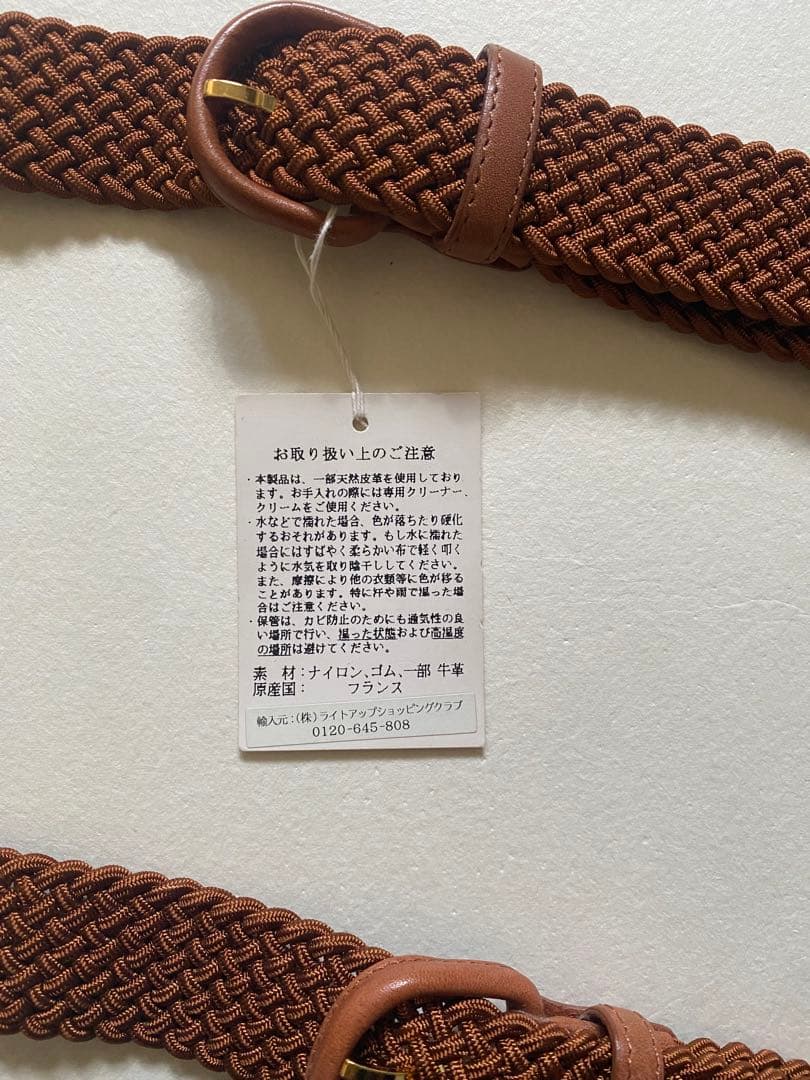 お取り扱い上のご注意
・本製品は、一部天然皮革を使用しており
ます。お手入れの際には専用クリーナー、
クリームをご使用ください。
・水などで濡れた場合、色が落ちたり硬化
するおそれがあります。もし水に濡れた
場合にはすばやく柔らかい布で軽く叩く
ように水気を取り陰干ししてください。
また、摩擦により他の衣類等に色が移る
ことがあります。特に汗や雨で湿った場
合はご注意ください。
・保管は、カビ防止のためにも通気性の良
い場所で行い、湿った状態および高温度
の場所は避けてください。
素 材：ナイロン、ゴム、一部 牛革
原産国： フランス
輸入元：(株)ライトアップショッピングクラブ
0120-645-808